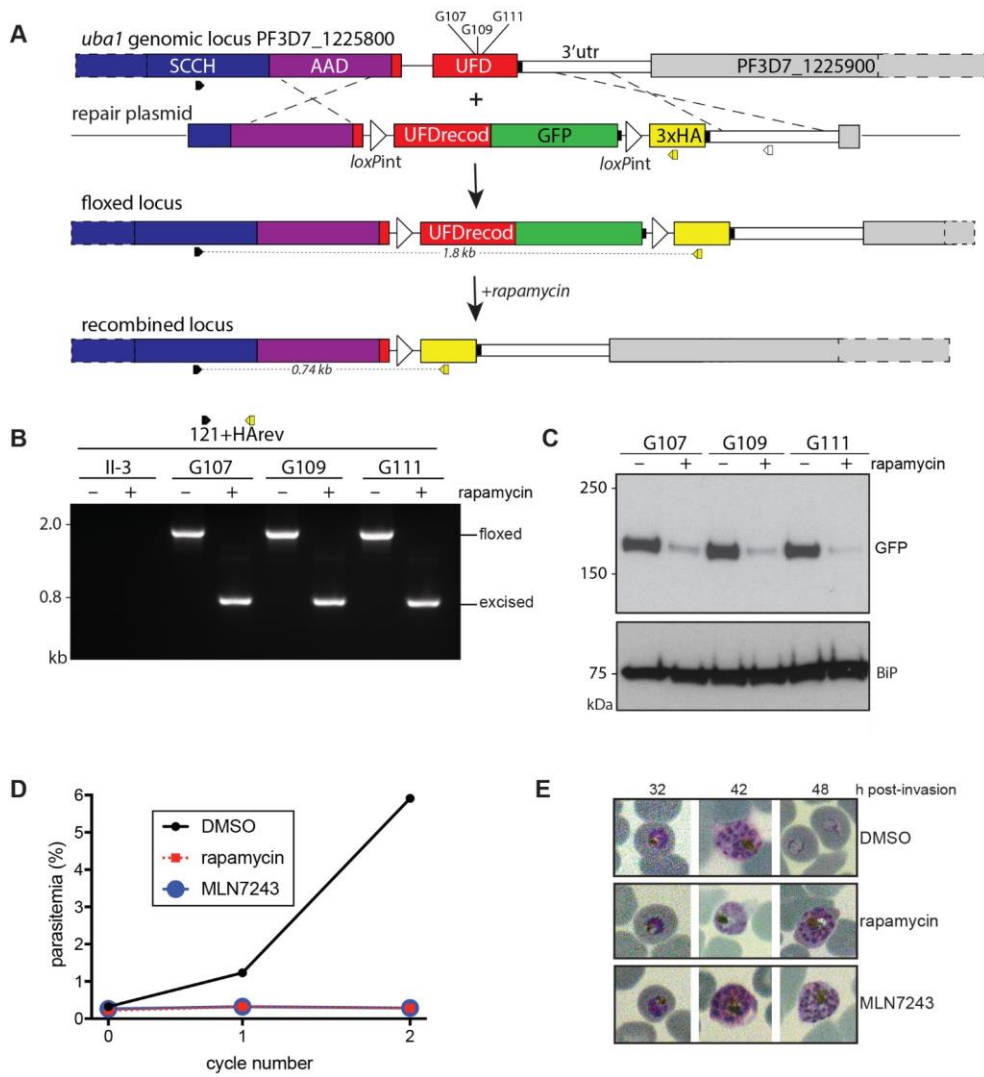 A
G107 G109 G111
uba1 genomic locus PF3D7_1225800
SCCH AAD UFD 3'utr PF3D7_1225900
+
repair plasmid
UFDrecod GFP 3xHA
loxPint loxPint
floxed locus
UFDrecod
1.8 kb
+rapamycin
recombined locus
0.74 kb
B
121+HArev
II-3 G107 G109 G111
– + – + – + – + rapamycin
2.0 floxed
0.8 excised
kb
C
G107 G109 G111
– + – + – + rapamycin
250
GFP
150
75 BiP
kDa
D
6
5
4
3
2
1
0
parasitemia (%)
DMSO
rapamycin
MLN7243
0 1 2
cycle number
E
32 42 48 h post-invasion
DMSO
rapamycin
MLN7243